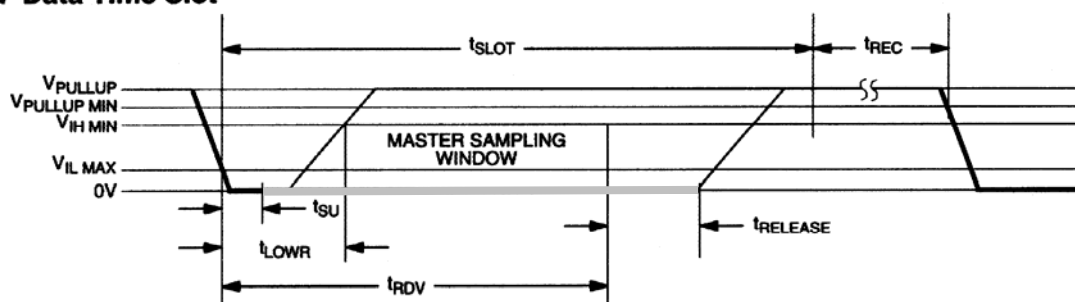 Data Time Slot
tSLOT
tREC
VPULLUP
VPULLUP MIN
VIH MIN
MASTER SAMPLING
WINDOW
VIL MAX
0V
tSU
tRELEASE
tLOWR
tRDV